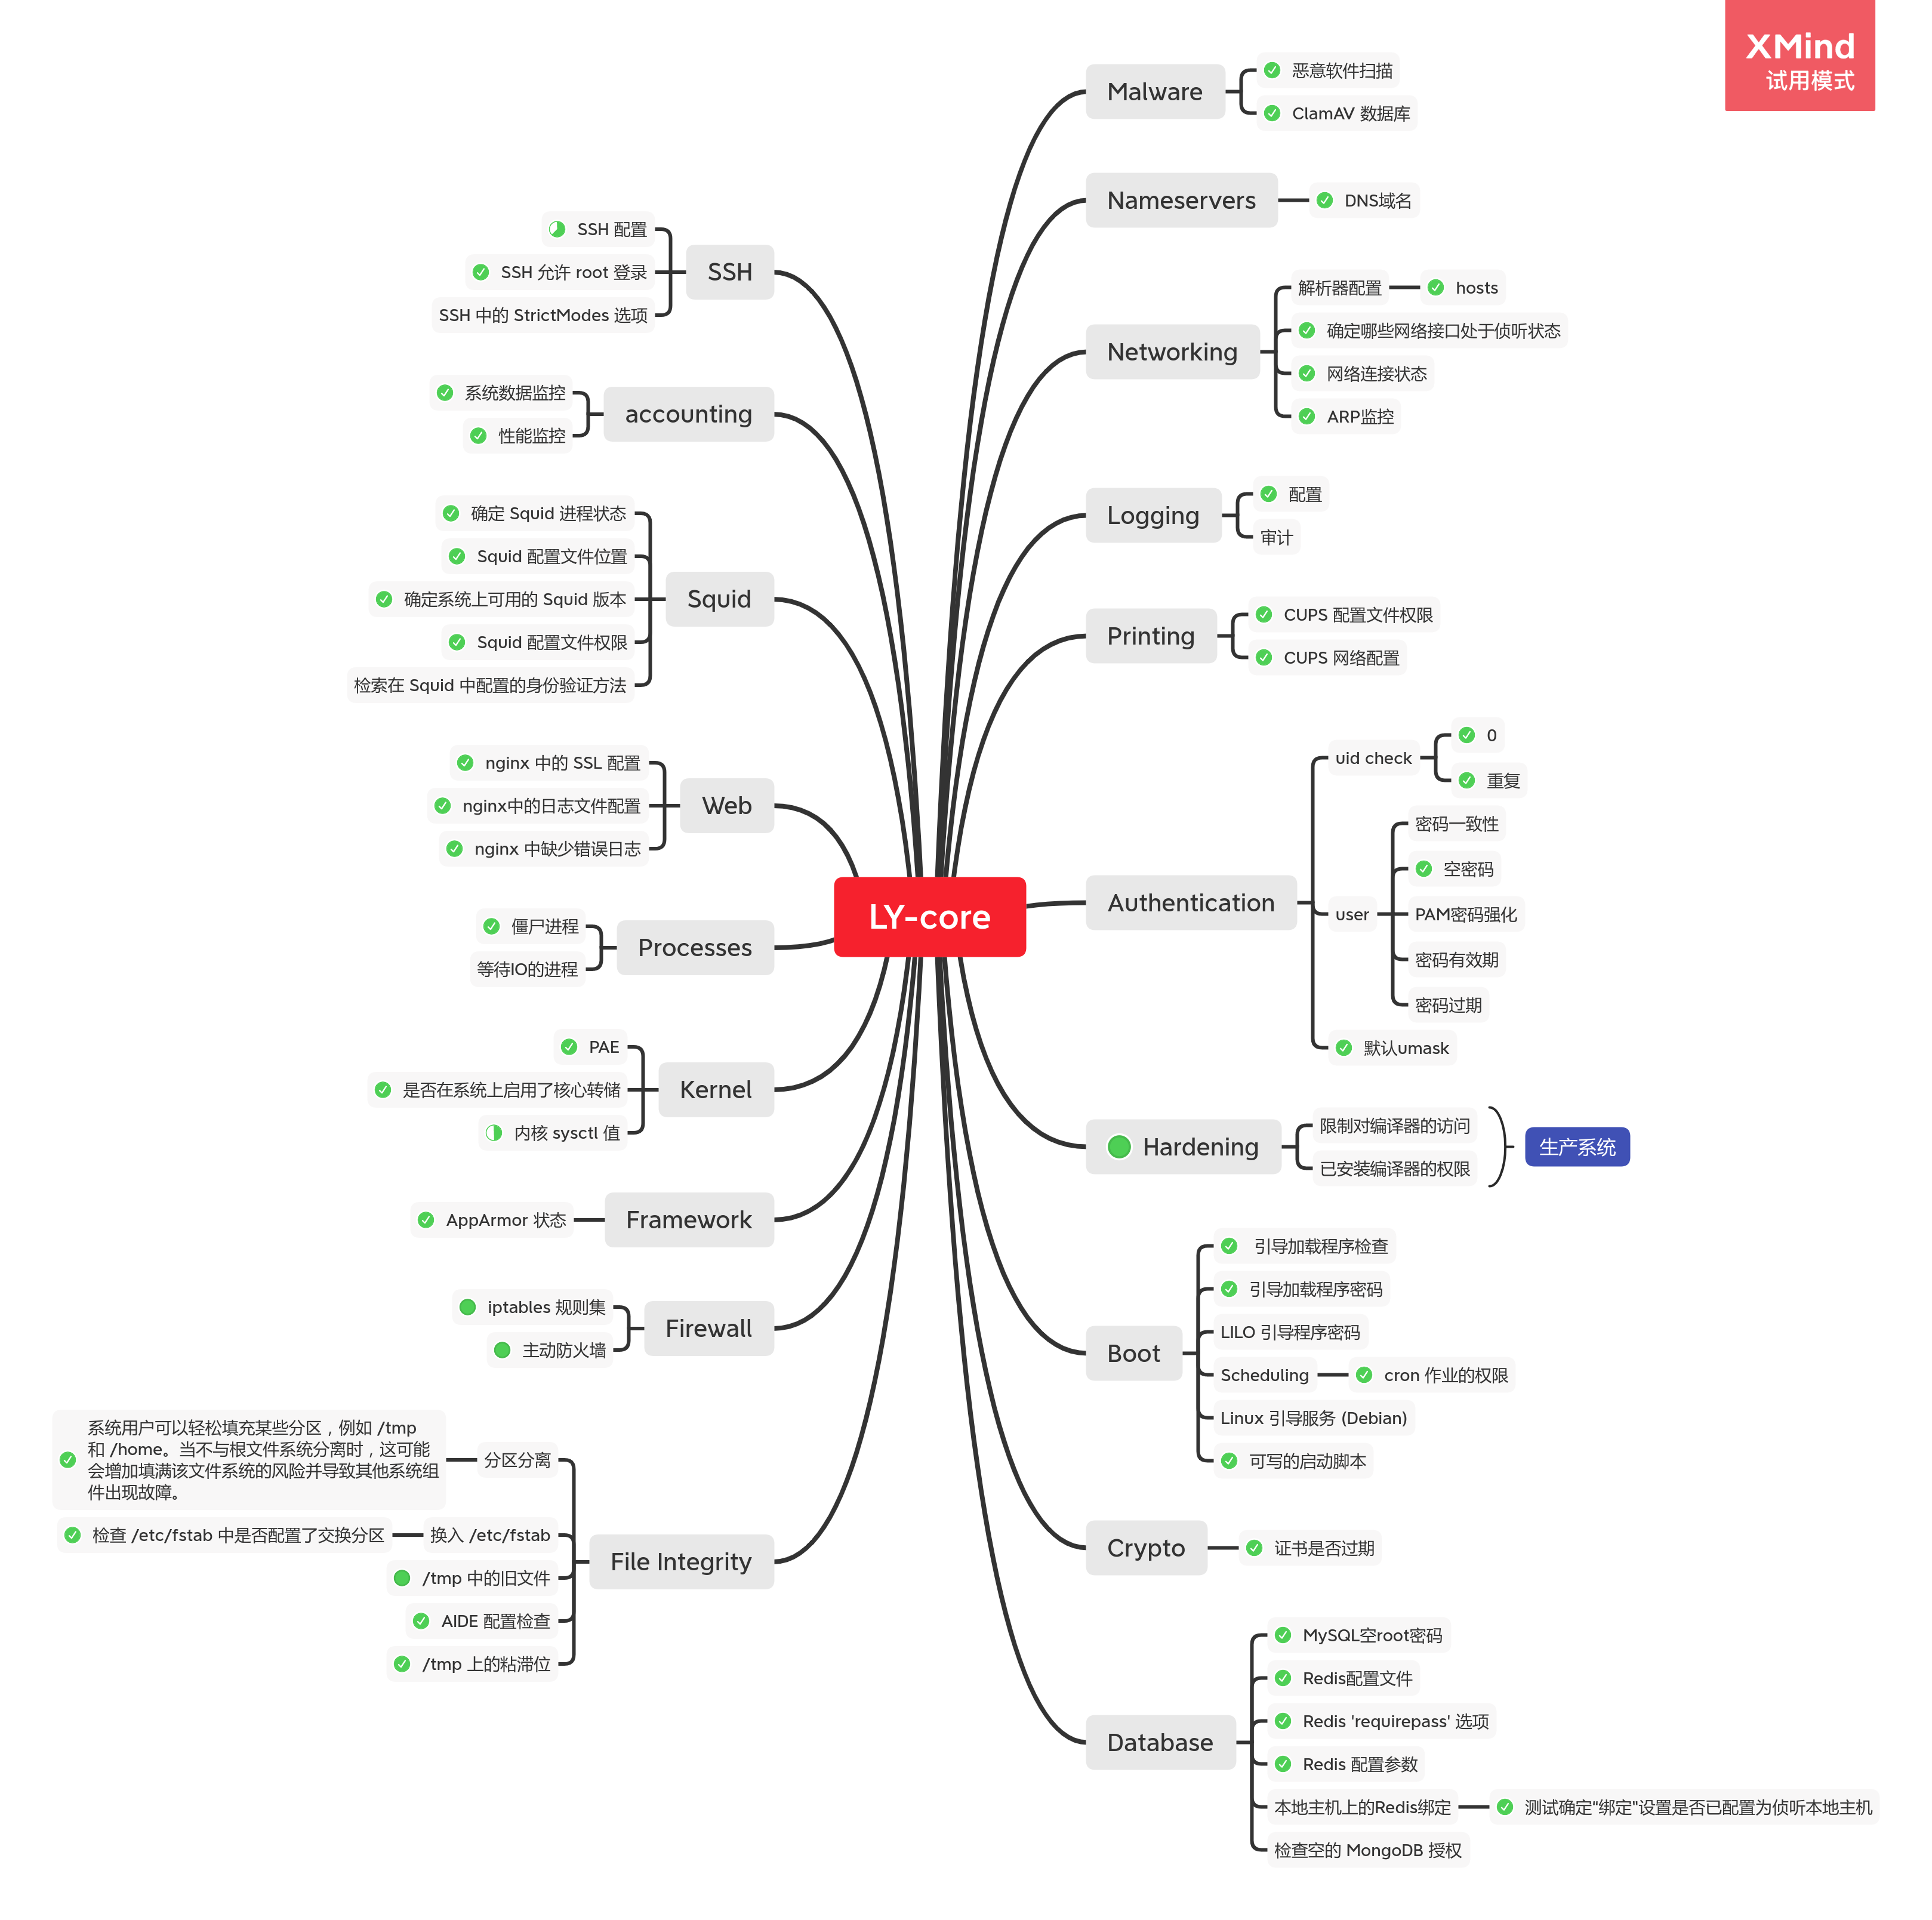 XMind
试用模式
LY-core
Malware
恶意软件扫描
ClamAV 数据库
Nameservers
DNS域名
Networking
解析器配置
hosts
确定哪些网络接口处于侦听状态
网络连接状态
ARP监控
Logging
配置
审计
Printing
CUPS 配置文件权限
CUPS 网络配置
Authentication
uid check
0
重复
user
密码一致性
空密码
PAM密码强化
密码有效期
密码过期
默认umask
Hardening
限制对编译器的访问
已安装编译器的权限
生产系统
Boot
引导加载程序检查
引导加载程序密码
LILO 引导程序密码
Scheduling
cron 作业的权限
Linux 引导服务 (Debian)
可写的启动脚本
Crypto
证书是否过期
Database
MySQL空root密码
Redis配置文件
Redis 'requirepass' 选项
Redis 配置参数
本地主机上的Redis绑定
测试确定"绑定"设置是否已配置为侦听本地主机
检查空的 MongoDB 授权
SSH
SSH 配置
SSH 允许 root 登录
SSH 中的 StrictModes 选项
accounting
系统数据监控
性能监控
Squid
确定 Squid 进程状态
Squid 配置文件位置
确定系统上可用的 Squid 版本
Squid 配置文件权限
检索在 Squid 中配置的身份验证方法
Web
nginx 中的 SSL 配置
nginx中的日志文件配置
nginx 中缺少错误日志
Processes
僵尸进程
等待IO的进程
Kernel
PAE
是否在系统上启用了核心转储
内核 sysctl 值
Framework
AppArmor 状态
Firewall
iptables 规则集
主动防火墙
File Integrity
分区分离
系统用户可以轻松填充某些分区，例如 /tmp
和 /home。当不与根文件系统分离时，这可能
会增加填满该文件系统的风险并导致其他系统组
件出现故障。
换入 /etc/fstab
检查 /etc/fstab 中是否配置了交换分区
/tmp 中的旧文件
AIDE 配置检查
/tmp 上的粘滞位